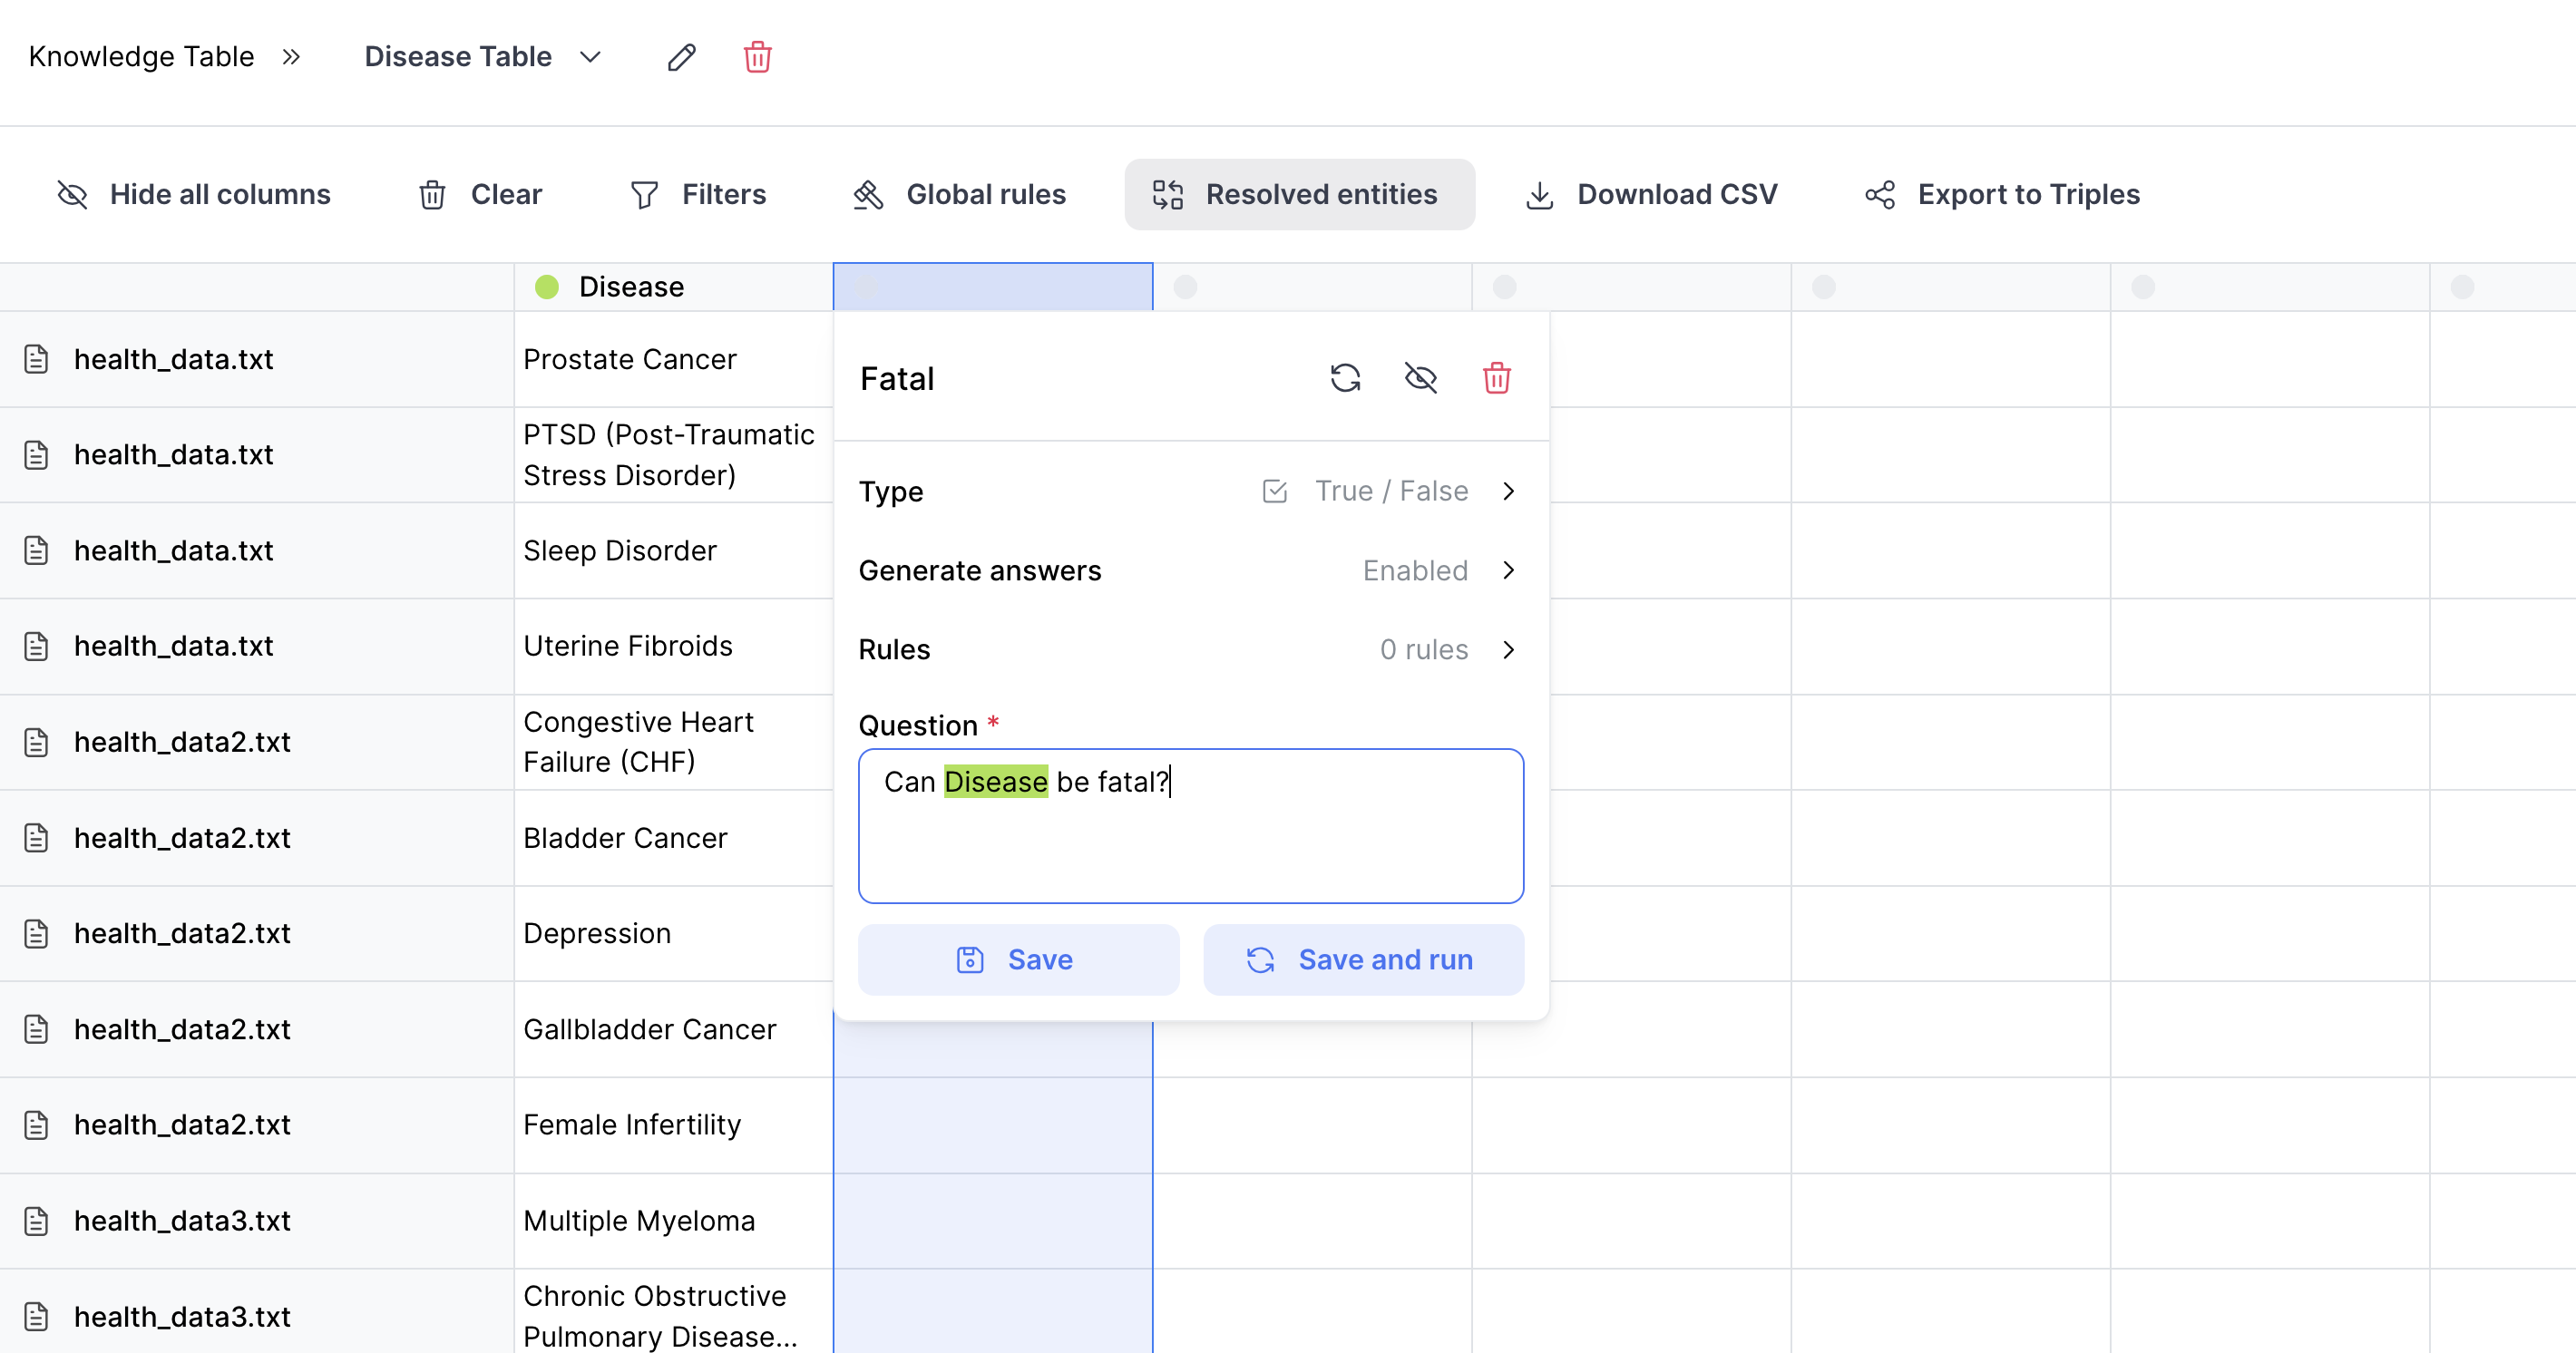 Knowledge Table » Disease Table
Hide all columns Clear Filters Global rules Resolved entities Download CSV Export to Triples
Disease
health_data.txt Prostate Cancer
health_data.txt PTSD (Post-Traumatic
Stress Disorder)
health_data.txt Sleep Disorder
health_data.txt Uterine Fibroids
health_data2.txt Congestive Heart
Failure (CHF)
health_data2.txt Bladder Cancer
health_data2.txt Depression
health_data2.txt Gallbladder Cancer
health_data2.txt Female Infertility
health_data3.txt Multiple Myeloma
health_data3.txt Chronic Obstructive
Pulmonary Disease...
Fatal
Type True / False
Generate answers Enabled
Rules 0 rules
Question *
Can Disease be fatal?
Save Save and run